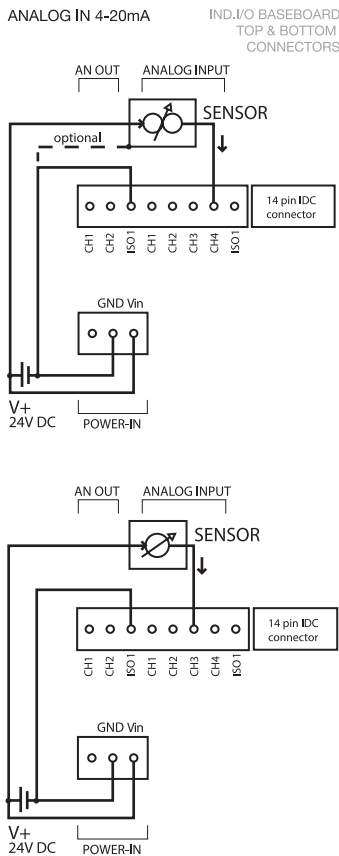 ANALOG IN 4-20mA
IND.I/O BASEBOARD
TOP & BOTTOM
CONNECTORS
AN OUT
ANALOG INPUT
SENSOR
optional
14 pin IDC
connector
CH1
CH2
ISO1
CH1
CH2
CH3
CH4
ISO1
GND Vin
V+
24V DC
POWER-IN
AN OUT
ANALOG INPUT
SENSOR
14 pin IDC
connector
CH1
CH2
ISO1
CH1
CH2
CH3
CH4
ISO1
GND Vin
V+
24V DC
POWER-IN